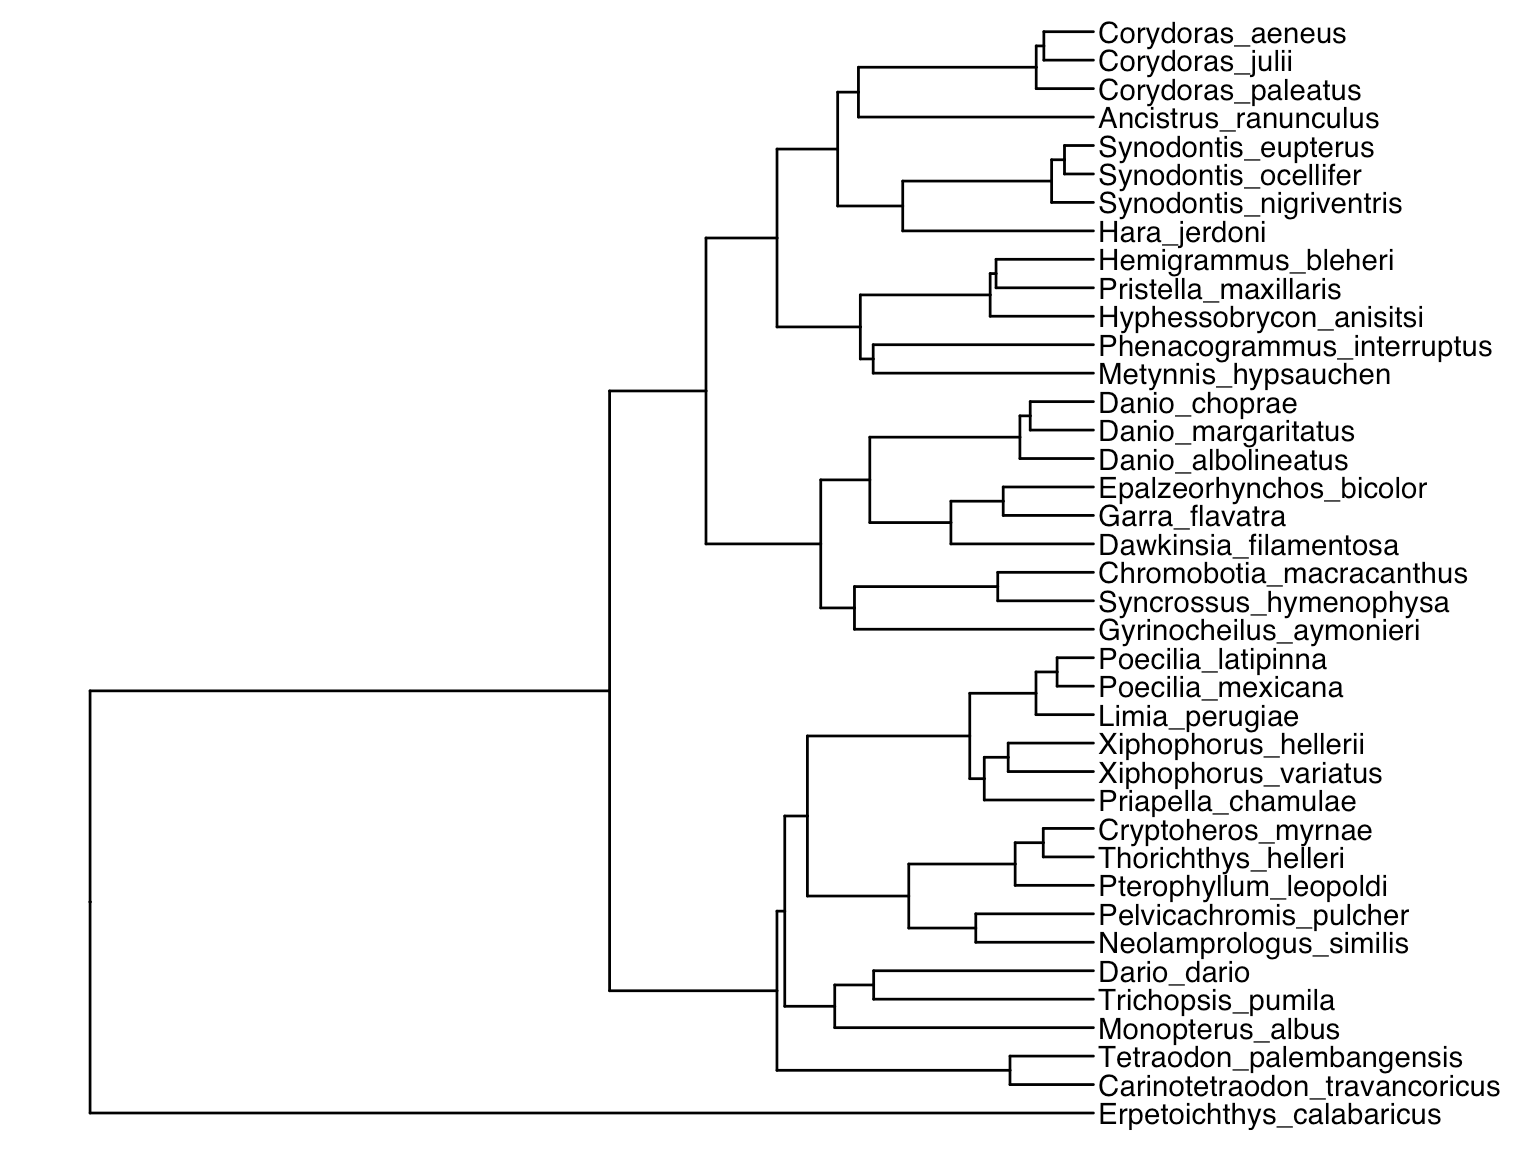 Corydoras_aeneus
Corydoras_julii
Corydoras_paleatus
Ancistrus_ranunculus
Synodontis_eupterus
Synodontis_ocellifer
Synodontis_nigriventris
Hara_jerdoni
Hemigrammus_bleheri
Pristella_maxillaris
Hyphessobrycon_anisitsi
Phenacogrammus_interruptus
Metynnis_hypsauchen
Danio_choprae
Danio_margaritatus
Danio_albolineatus
Epalzeorhynchos_bicolor
Garra_flavatra
Dawkinsia_filamentosa
Chromobotia_macracanthus
Syncrossus_hymenophysa
Gyrinocheilus_aymonieri
Poecilia_latipinna
Poecilia_mexicana
Limia_perugiae
Xiphophorus_hellerii
Xiphophorus_variatus
Priapella_chamulae
Cryptoheros_myrnae
Thorichthys_helleri
Pterophyllum_leopoldi
Pelvicachromis_pulcher
Neolamprologus_similis
Dario_dario
Trichopsis_pumila
Monopterus_albus
Tetraodon_palembangensis
Carinotetraodon_travancoricus
Erpetoichthys_calabaricus